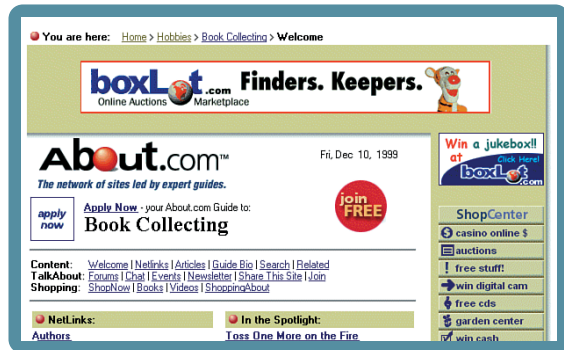 You are here: Home > Hobbies > Book Collecting > Welcome
boxLot.com Finders. Keepers.
Online Auctions Marketplace
About.com™
Fri, Dec 10, 1999
The network of sites led by expert guides.
apply now
Apply Now - your About.com Guide to:
Book Collecting
join FREE
Content: Welcome | Netlinks | Articles | Guide Bio | Search | Related
TalkAbout: Forums | Chat | Events | Newsletter | Share This Site | Join
Shopping: ShopNow | Books | Videos | ShoppingAbout
NetLinks:
Authors
In the Spotlight:
Toss One More on the Fire
Win a jukebox!!
at Click Here!
boxLot.com
ShopCenter
casino online $
auctions
free stuff!
win digital cam
free cds
garden center
win cash